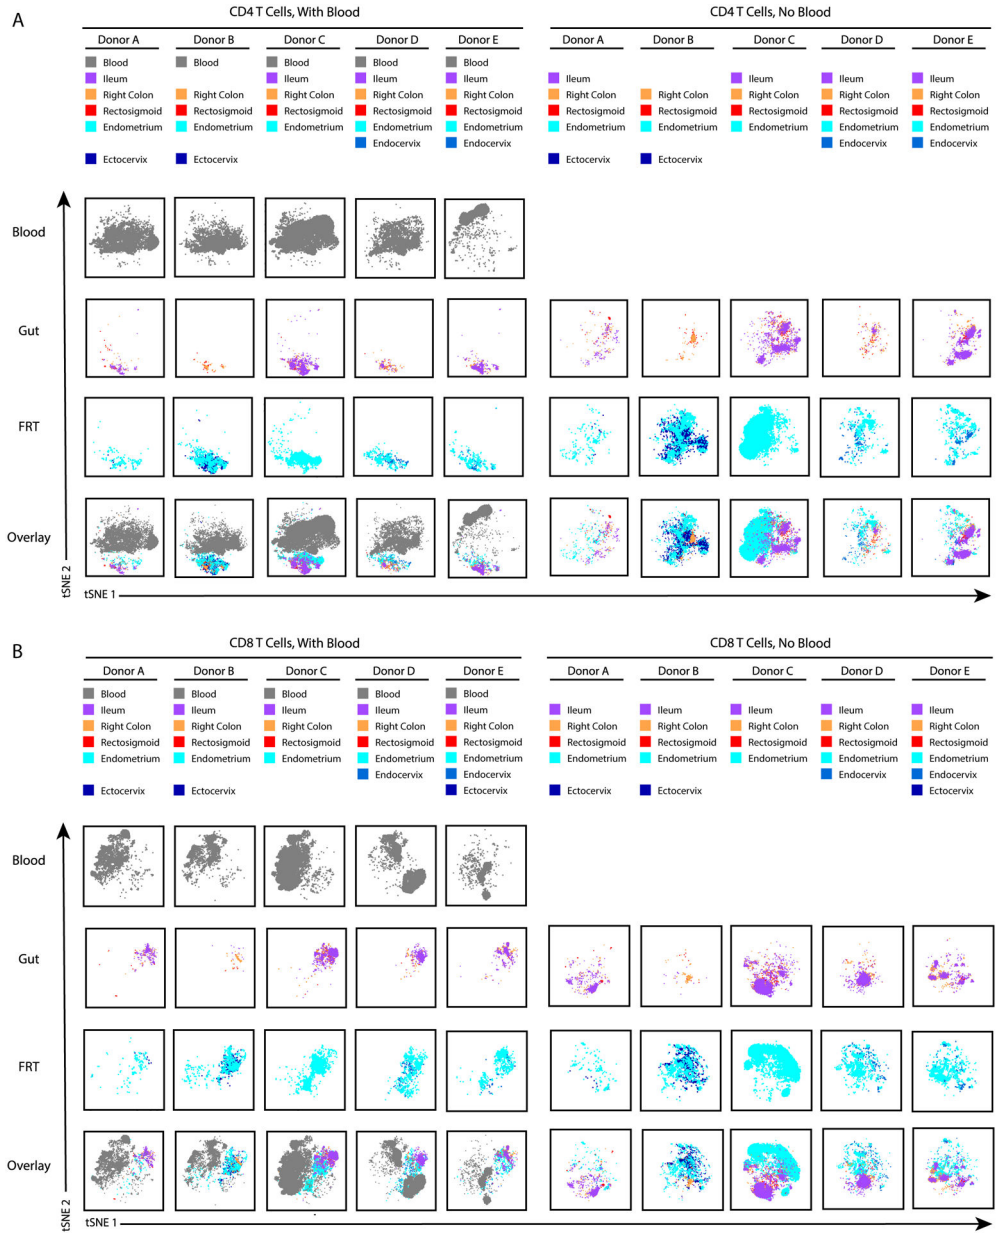 A
CD4 T Cells, With Blood
CD4 T Cells, No Blood
Donor A Donor B Donor C Donor D Donor E Donor A Donor B Donor C Donor D Donor E
Blood Blood Blood Blood Blood
Ileum Ileum Ileum Ileum Ileum Ileum Ileum Ileum
Right Colon Right Colon Right Colon Right Colon Right Colon Right Colon Right Colon Right Colon Right Colon Right Colon
Rectosigmoid Rectosigmoid Rectosigmoid Rectosigmoid Rectosigmoid Rectosigmoid Rectosigmoid Rectosigmoid Rectosigmoid Rectosigmoid
Endometrium Endometrium Endometrium Endometrium Endometrium Endometrium Endometrium Endometrium Endometrium Endometrium
Endocervix Endocervix Endocervix Endocervix
Ectocervix Ectocervix Ectocervix Ectocervix
Blood
Gut
FRT
Overlay
tSNE 2
tSNE 1
B
CD8 T Cells, With Blood
CD8 T Cells, No Blood
Donor A Donor B Donor C Donor D Donor E Donor A Donor B Donor C Donor D Donor E
Blood Blood Blood Blood Blood
Ileum Ileum Ileum Ileum Ileum Ileum Ileum Ileum Ileum Ileum
Right Colon Right Colon Right Colon Right Colon Right Colon Right Colon Right Colon Right Colon Right Colon Right Colon
Rectosigmoid Rectosigmoid Rectosigmoid Rectosigmoid Rectosigmoid Rectosigmoid Rectosigmoid Rectosigmoid Rectosigmoid Rectosigmoid
Endometrium Endometrium Endometrium Endometrium Endometrium Endometrium Endometrium Endometrium Endometrium Endometrium
Endocervix Endocervix Endocervix Endocervix
Ectocervix Ectocervix Ectocervix Ectocervix Ectocervix Ectocervix
Blood
Gut
FRT
Overlay
tSNE 2
tSNE 1